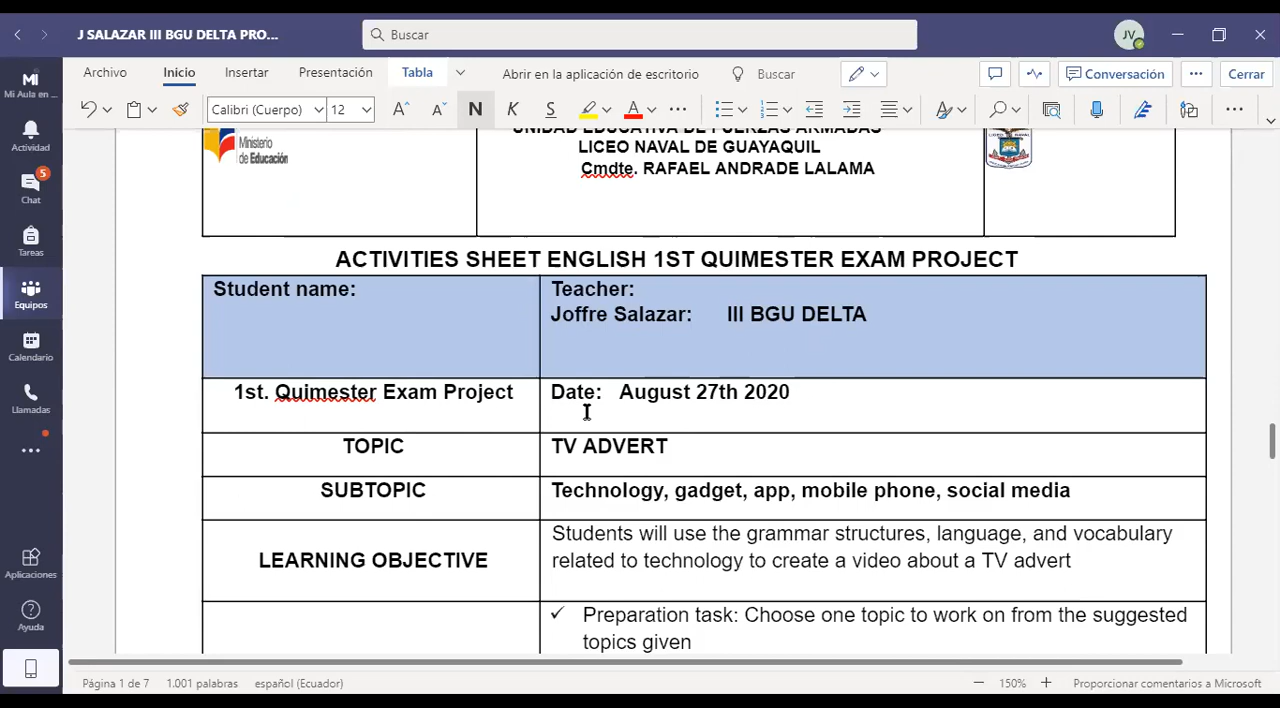 J SALAZAR III BGU DELTA PRO...
Buscar
JV
Archivo
Inicio
Insertar
Presentación
Tabla
Abrir en la aplicación de escritorio
Buscar
Conversación
Cerrar
Calibri (Cuerpo)
12
N
K
S
MI
Mi Aula en ...
Actividad
5
Chat
Tareas
Equipos
Calendario
Llamadas
Aplicaciones
Ayuda
Ministerio
de Educación
UNIDAD EDUCATIVA DE FUERZAS ARMADAS
LICEO NAVAL DE GUAYAQUIL
Cmdte. RAFAEL ANDRADE LALAMA
ACTIVITIES SHEET ENGLISH 1ST QUIMESTER EXAM PROJECT
Student name:
Teacher:
Joffre Salazar: III BGU DELTA
1st. Quimester Exam Project
Date: August 27th 2020
TOPIC
TV ADVERT
SUBTOPIC
Technology, gadget, app, mobile phone, social media
LEARNING OBJECTIVE
Students will use the grammar structures, language, and vocabulary
related to technology to create a video about a TV advert
✓ Preparation task: Choose one topic to work on from the suggested
topics given
Página 1 de 7
1.001 palabras
español (Ecuador)
150%
Proporcionar comentarios a Microsoft